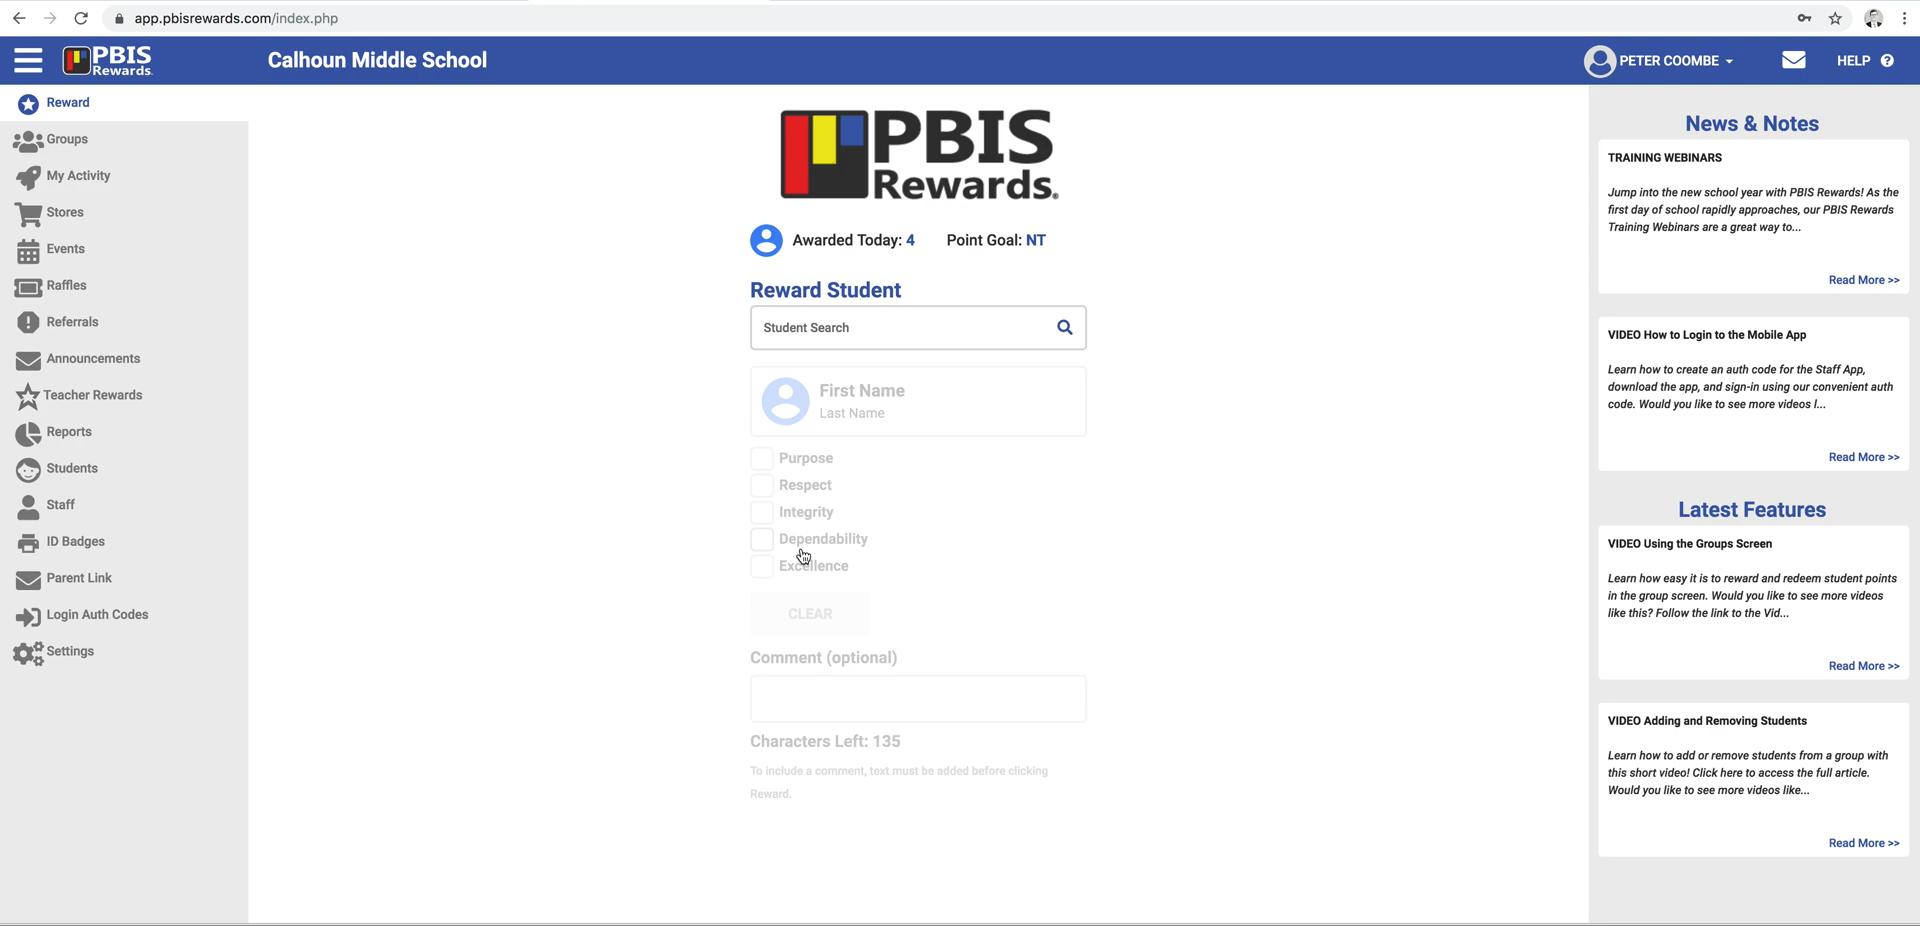 app.pbisrewards.com/index.php
PBIS
Rewards.
Calhoun Middle School
PETER COOMBE
HELP ?
Reward
Groups
My Activity
Stores
Events
Raffles
Referrals
Announcements
Teacher Rewards
Reports
Students
Staff
ID Badges
Parent Link
Login Auth Codes
Settings
PBIS
Rewards.
Awarded Today: 4 Point Goal: NT
Reward Student
Student Search
First Name
Last Name
Purpose
Respect
Integrity
Dependability
Excellence
CLEAR
Comment (optional)
Characters Left: 135
To include a comment, text must be added before clicking
Reward.
News & Notes
TRAINING WEBINARS
Jump into the new school year with PBIS Rewards! As the
first day of school rapidly approaches, our PBIS Rewards
Training Webinars are a great way to...
Read More >>
VIDEO How to Login to the Mobile App
Learn how to create an auth code for the Staff App,
download the app, and sign-in using our convenient auth
code. Would you like to see more videos l...
Read More >>
Latest Features
VIDEO Using the Groups Screen
Learn how easy it is to reward and redeem student points
in the group screen. Would you like to see more videos
like this? Follow the link to the Vid...
Read More >>
VIDEO Adding and Removing Students
Learn how to add or remove students from a group with
this short video! Click here to access the full article.
Would you like to see more videos like...
Read More >>